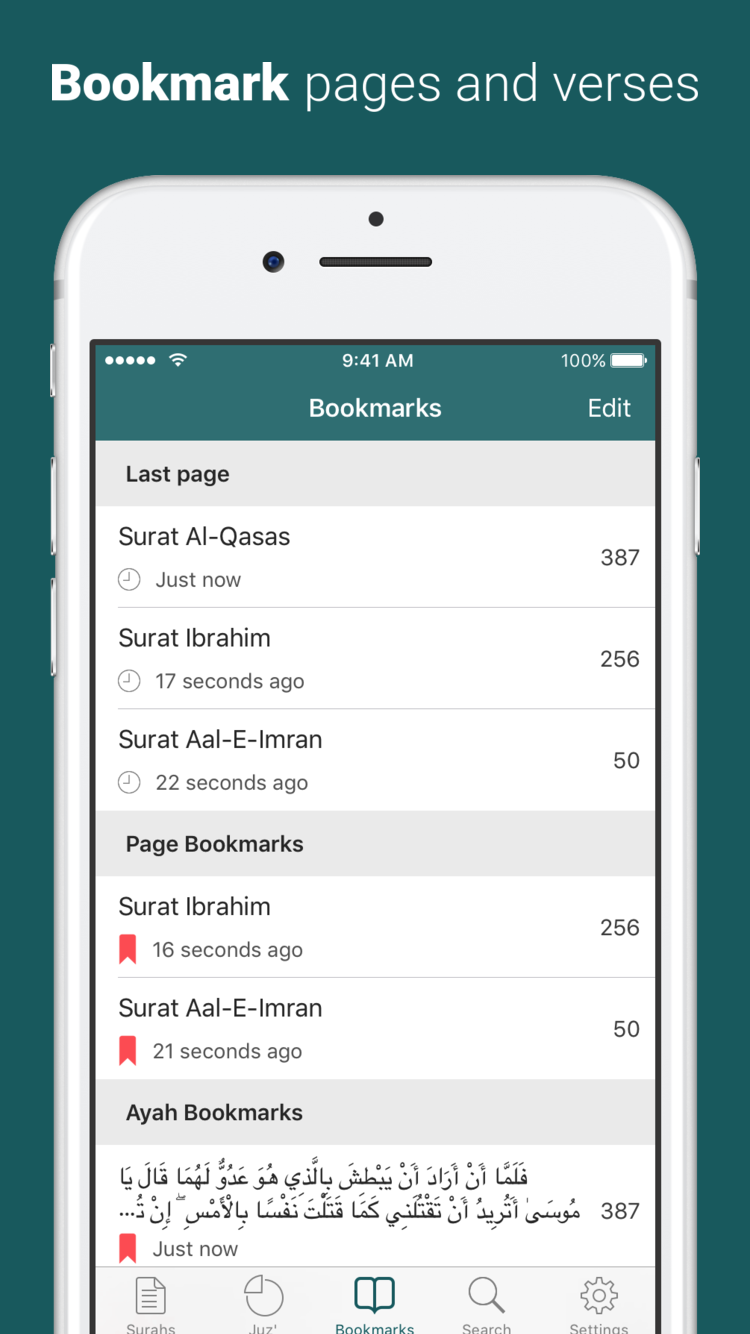 Bookmark pages and verses
9:41 AM
100%
Bookmarks
Edit
Last page
Surat Al-Qasas
387
Just now
Surat Ibrahim
256
17 seconds ago
Surat Aal-E-Imran
50
22 seconds ago
Page Bookmarks
Surat Ibrahim
256
16 seconds ago
Surat Aal-E-Imran
50
21 seconds ago
Ayah Bookmarks
فَلَمَّا أَنْ أَرَادَ أَنْ يَبْطِشَ بِالَّذِي هُوَ عَدُوٌّ لَهُمَا قَالَ يَا
مُوسَىٰ أَتُرِيدُ أَنْ تَقْتُلَنِي كَمَا قَتَلْتَ نَفْسًا بِالْأَمْسِ ۖ إِنْ تُ...
387
Just now
Surahs
Juz'
Bookmarks
Search
Settings